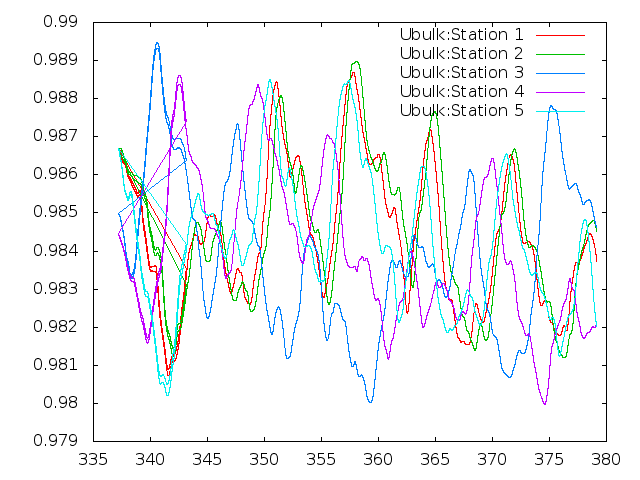 0.99
0.989
0.988
0.987
0.986
0.985
0.984
0.983
0.982
0.981
0.98
0.979
335 340 345 350 355 360 365 370 375 380
Ubulk:Station 1
Ubulk:Station 2
Ubulk:Station 3
Ubulk:Station 4
Ubulk:Station 5